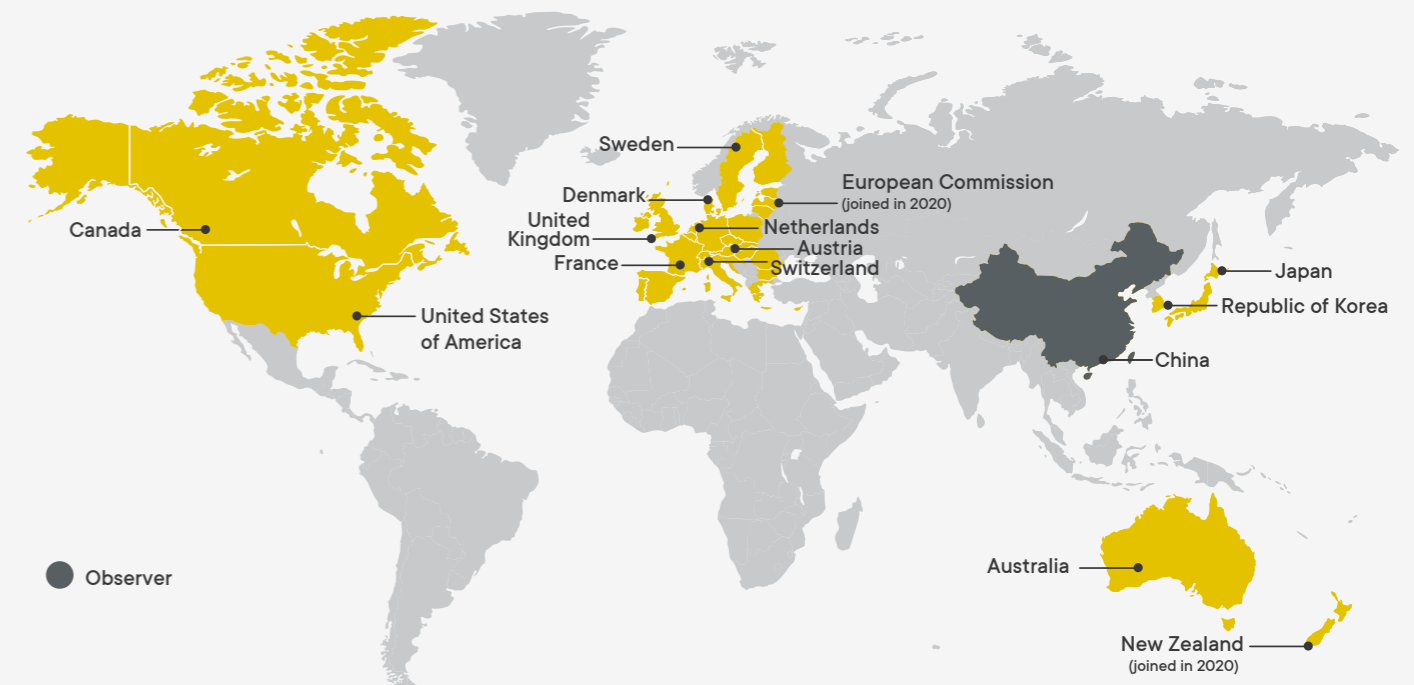 Sweden
European Commission
(joined in 2020)
Denmark
United
Kingdom
Netherlands
Canada
Austria
France
Switzerland
Japan
Republic of Korea
United States
of America
China
Australia
Observer
New Zealand
(joined in 2020)